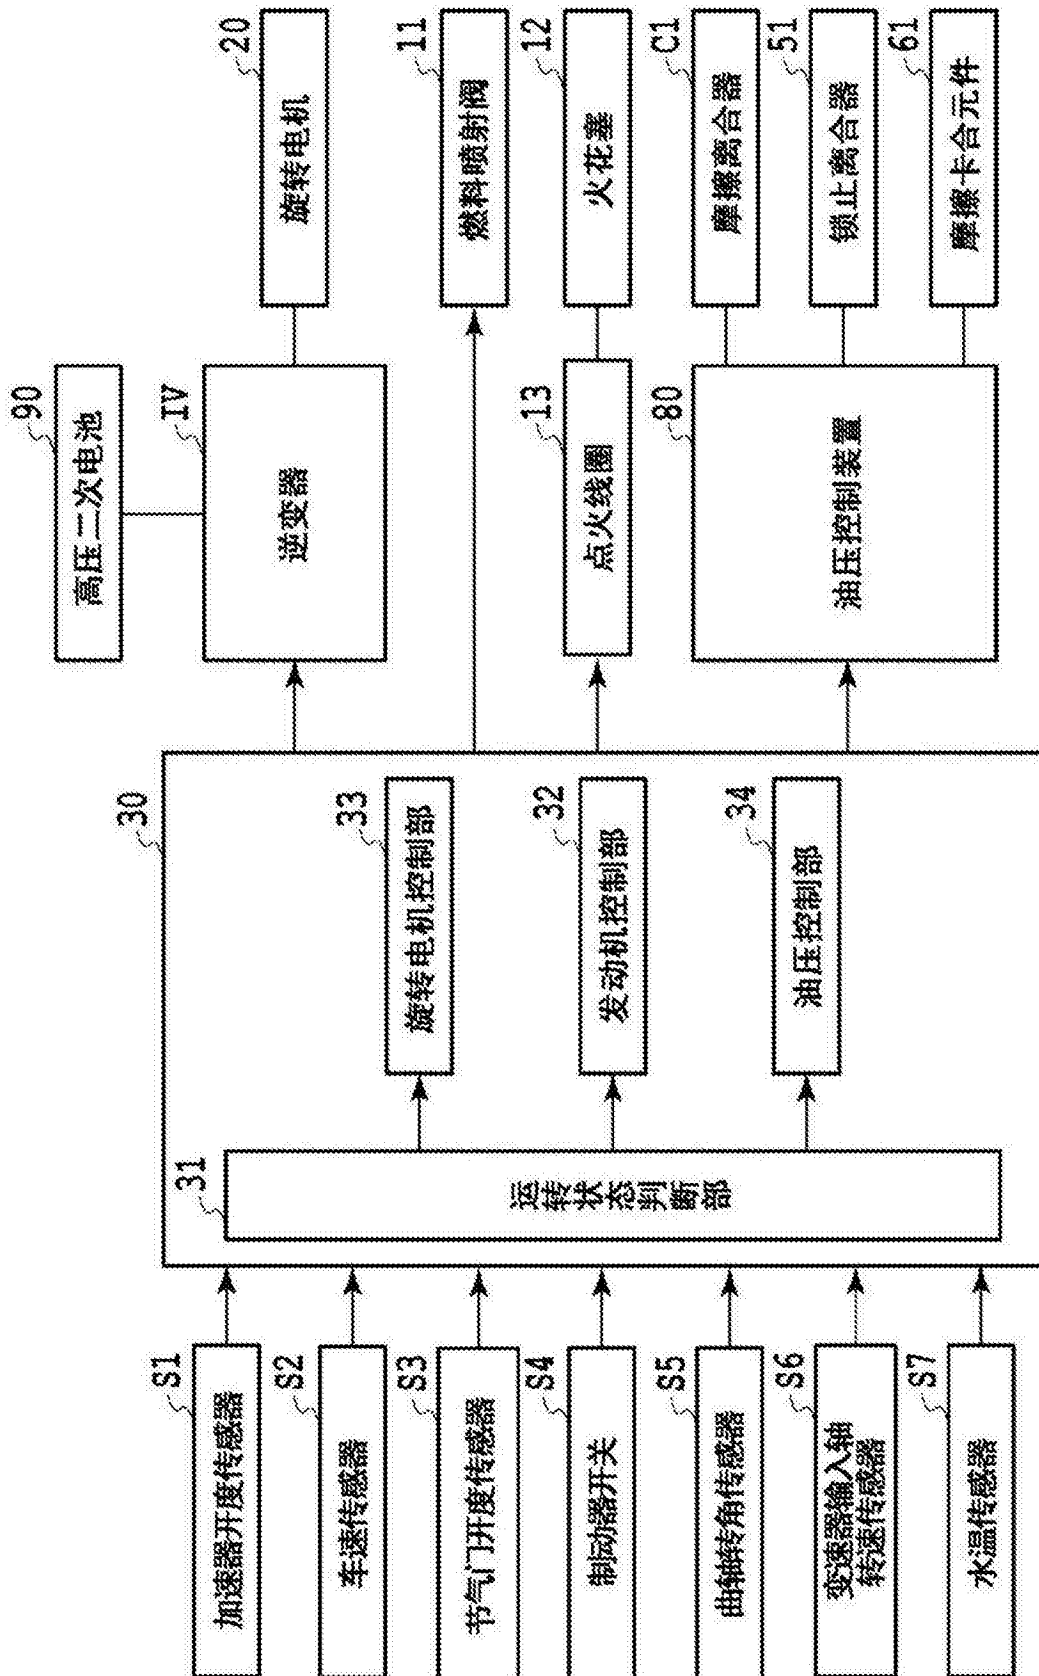 S1
加速器开度传感器
S2
车速传感器
S3
节气门开度传感器
S4
制动器开关
S5
曲轴转角传感器
S6
变速器输入轴
转速传感器
S7
水温传感器
30
31
运转状态判断部
33
旋转电机控制部
32
发动机控制部
34
油压控制部
90
高压二次电池
IV
逆变器
20
旋转电机
11
燃料喷射阀
13
点火线圈
12
火花塞
80
油压控制装置
C1
摩擦离合器
51
锁止离合器
61
摩擦卡合元件